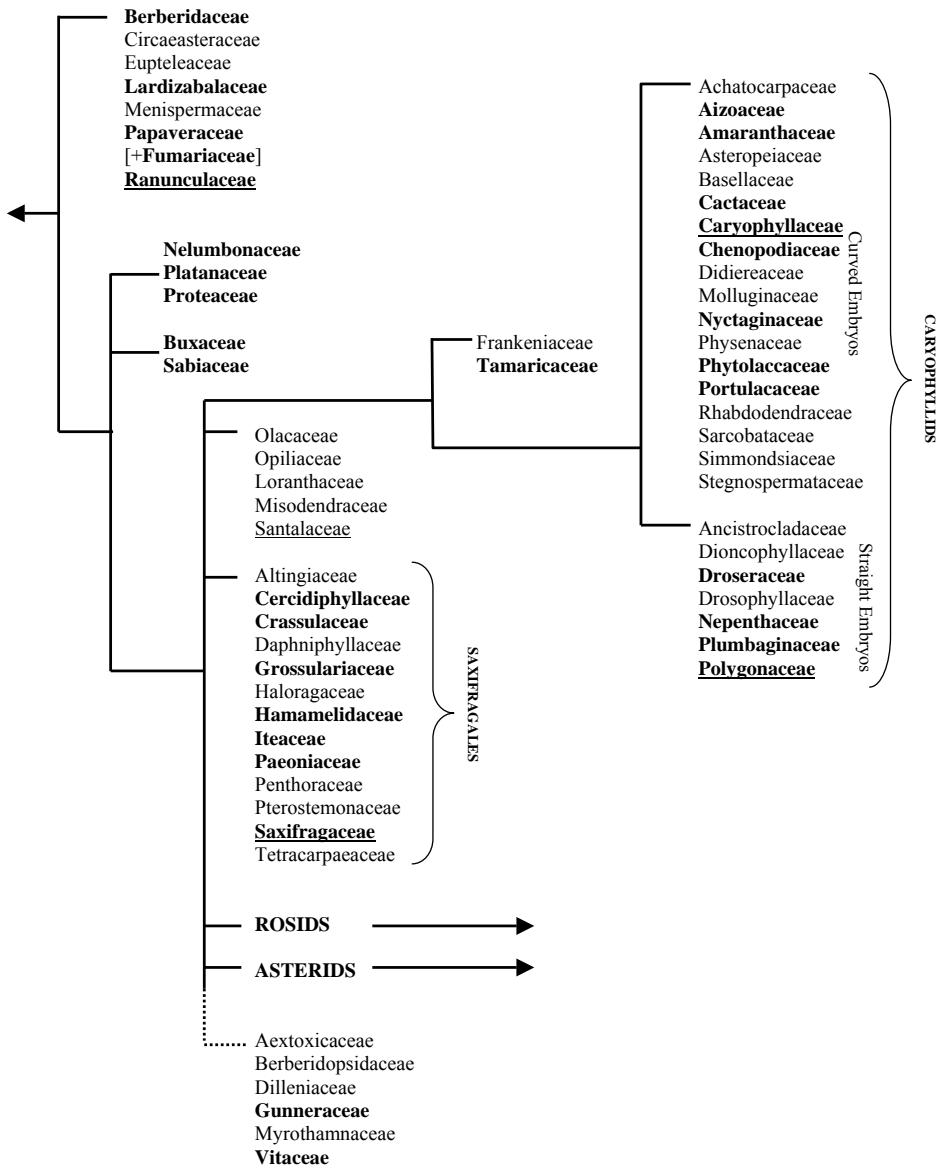 Berberidaceae
Circaeasteraceae
Eupteleaceae
Lardizabalaceae
Menispermaceae
Papaveraceae
[+Fumariaceae]
Ranunculaceae
Nelumbonaceae
Platanaceae
Proteaceae
Buxaceae
Sabiaceae
Frankeniaceae
Tamaricaceae
Achatocarpaceae
Aizoaceae
Amaranthaceae
Asteropeiaceae
Basellaceae
Cactaceae
Caryophyllaceae
Chenopodiaceae
Didiereaceae
Molluginaceae
Nyctaginaceae
Physenaceae
Phytolaccaceae
Portulacaceae
Rhabdodendraceae
Sarcobataceae
Simmondsiaceae
Stegnospermataceae
Curved Embryos
Ancistrocladaceae
Dioncophyllaceae
Droseraceae
Drosophyllaceae
Nepenthaceae
Plumbaginaceae
Polygonaceae
Straight Embryos
CARYOPHYLLIDS
Olacaceae
Opiliaceae
Loranthaceae
Misodendraceae
Santalaceae
Altingiaceae
Cercidiphyllaceae
Crassulaceae
Daphniphyllaceae
Grossulariaceae
Haloragaceae
Hamamelidaceae
Iteaceae
Paeoniaceae
Penthoraceae
Pterostemonaceae
Saxifragaceae
Tetracarpaeaceae
SAXIFRAGALES
ROSIDS
ASTERIDS
Aextoxicaceae
Berberidopsidaceae
Dilleniaceae
Gunneraceae
Myrothamnaceae
Vitaceae